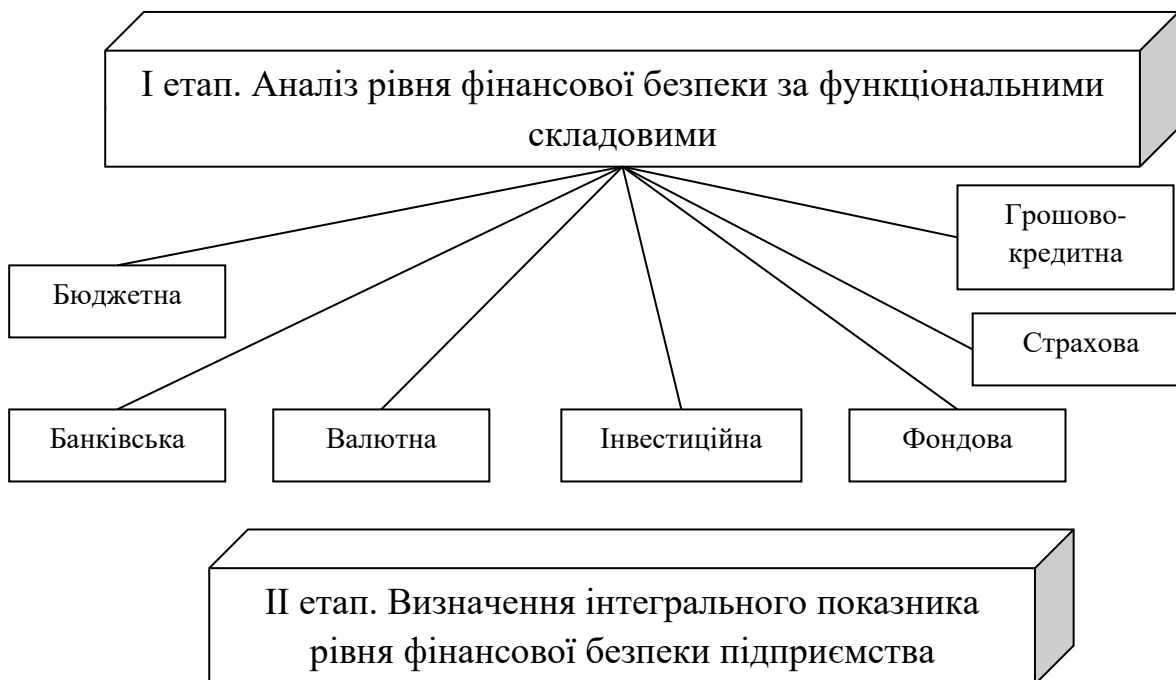 І етап. Аналіз рівня фінансової безпеки за функціональними
складовими
Грошово-
кредитна
Бюджетна
Страхова
Банківська
Валютна
Інвестиційна
Фондова
ІІ етап. Визначення інтегрального показника
рівня фінансової безпеки підприємства